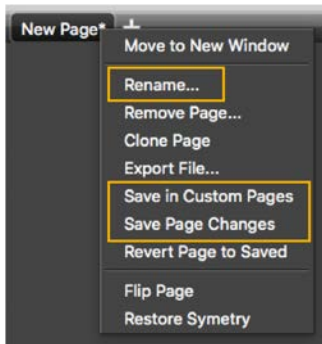 New Page* +
Move to New Window
Rename...
Remove Page...
Clone Page
Export File...
Save in Custom Pages
Save Page Changes
Revert Page to Saved
Flip Page
Restore Symetry